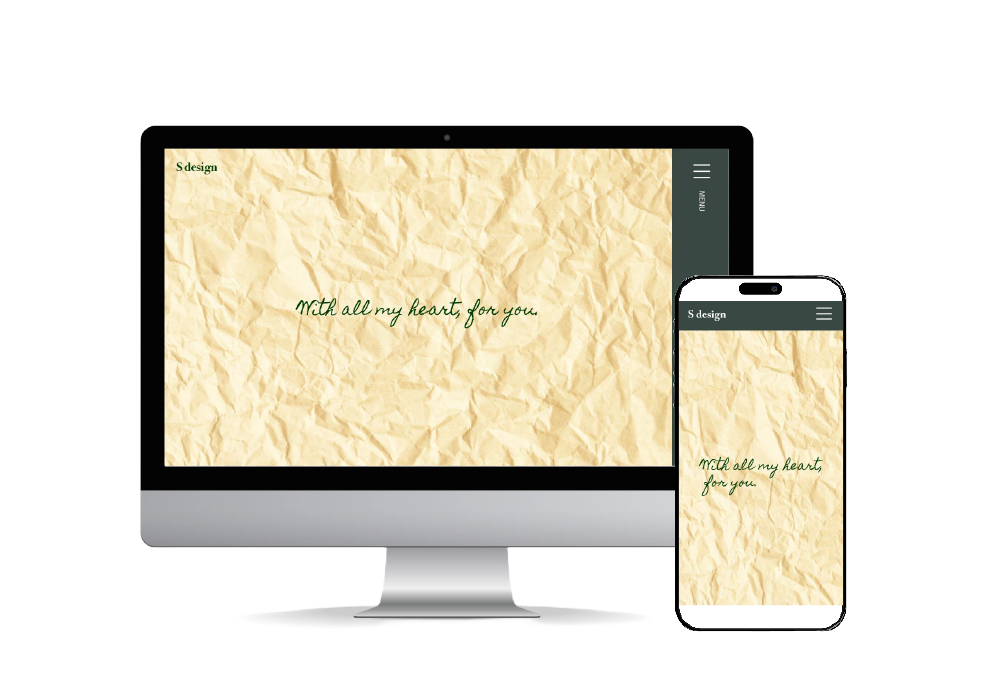 S design
MENU
With all my heart, for you.
S design
With all my heart,
for you.